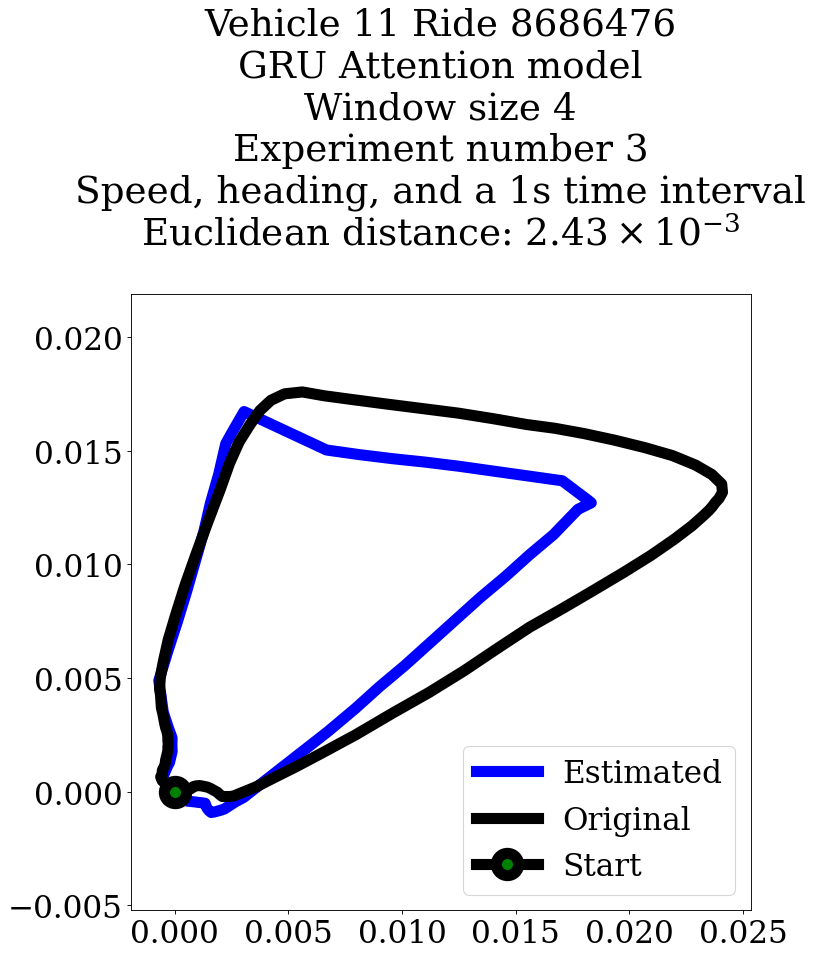 Vehicle 11 Ride 8686476
GRU Attention model
Window size 4
Experiment number 3
Speed, heading, and a 1s time interval
Euclidean distance: 2.43 × 10⁻³
0.020
0.015
0.010
0.005
0.000
−0.005
Estimated
Original
Start
0.000 0.005 0.010 0.015 0.020 0.025